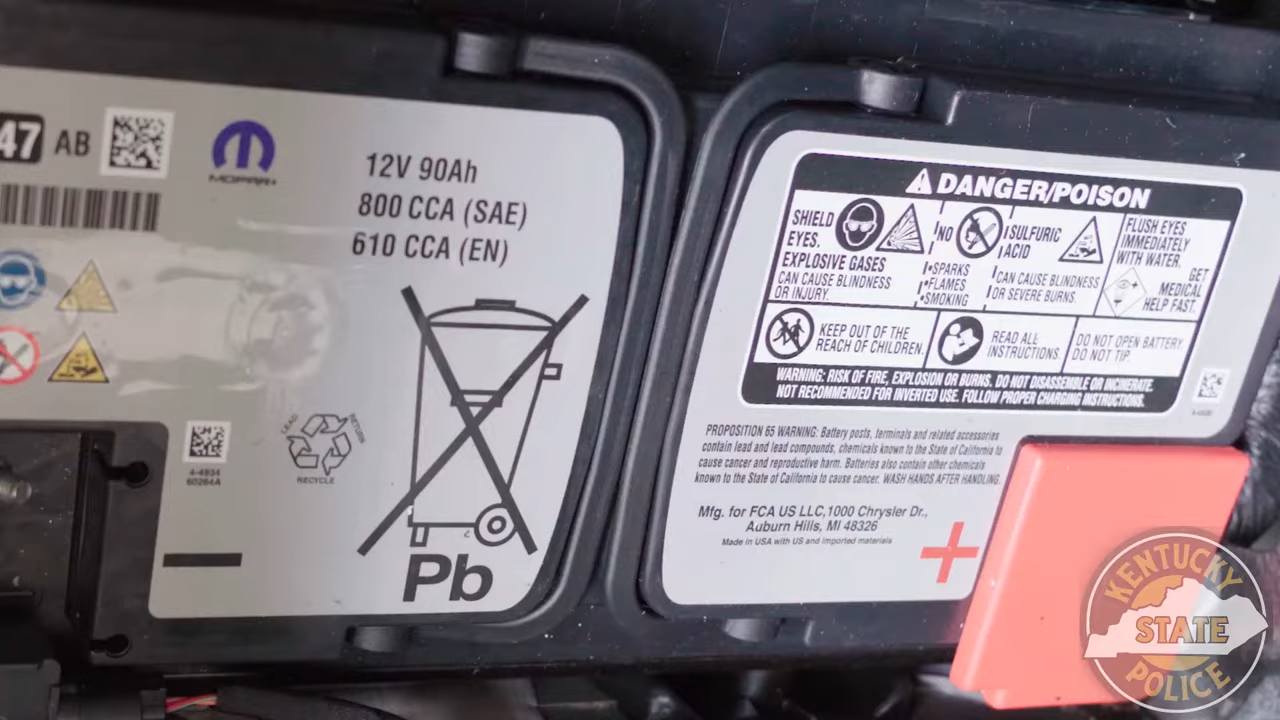 47 AB
MOPAR
12V 90Ah
800 CCA (SAE)
610 CCA (EN)
4-4934
60264A
LEAD
RETURN
RECYCLE
Pb
DANGER/POISON
SHIELD
EYES.
EXPLOSIVE GASES
CAN CAUSE BLINDNESS
OR INJURY.
NO
•SPARKS
•FLAMES
•SMOKING
SULFURIC
ACID
CAN CAUSE BLINDNESS
OR SEVERE BURNS.
FLUSH EYES
IMMEDIATELY
WITH WATER.
GET
MEDICAL
HELP FAST.
KEEP OUT OF THE
REACH OF CHILDREN.
READ ALL
INSTRUCTIONS.
DO NOT OPEN BATTERY
DO NOT TIP.
WARNING: RISK OF FIRE, EXPLOSION OR BURNS. DO NOT DISASSEMBLE OR INCINERATE.
NOT RECOMMENDED FOR INVERTED USE. FOLLOW PROPER CHARGING INSTRUCTIONS.
PROPOSITION 65 WARNING: Battery posts, terminals and related accessories
contain lead and lead compounds, chemicals known to the State of California to
cause cancer and reproductive harm. Batteries also contain other chemicals
known to the State of California to cause cancer. WASH HANDS AFTER HANDLING.
Mfg. for FCA US LLC,1000 Chrysler Dr.,
Auburn Hills, MI 48326
Made in USA with US and imported materials
KENTUCKY
STATE
POLICE